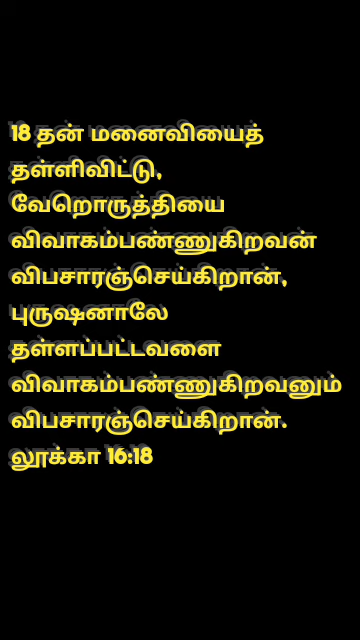 18 தன் மனைவியைத்
தள்ளிவிட்டு,
வேறொருத்தியை
விவாகம்பண்ணுகிறவன்
விபசாரஞ்செய்கிறான்,
புருஷனாலே
தள்ளப்பட்டவளை
விவாகம்பண்ணுகிறவனும்
விபசாரஞ்செய்கிறான்.
லூக்கா 16:18